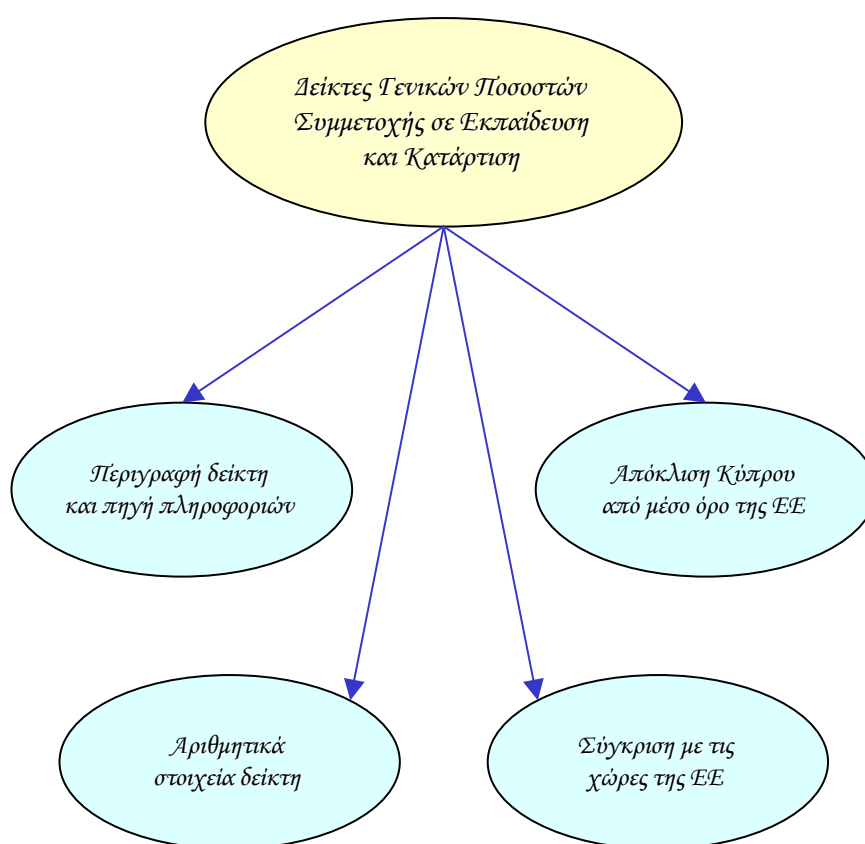 Δείκτες Γενικών Ποσοστών
Συμμετοχής σε Εκπαίδευση
και Κατάρτιση
Περιγραφή δείκτη
και πηγή πληροφοριών
Απόκλιση Κύπρου
από μέσο όρο της ΕΕ
Αριθμητικά
στοιχεία δείκτη
Σύγκριση με τις
χώρες της ΕΕ